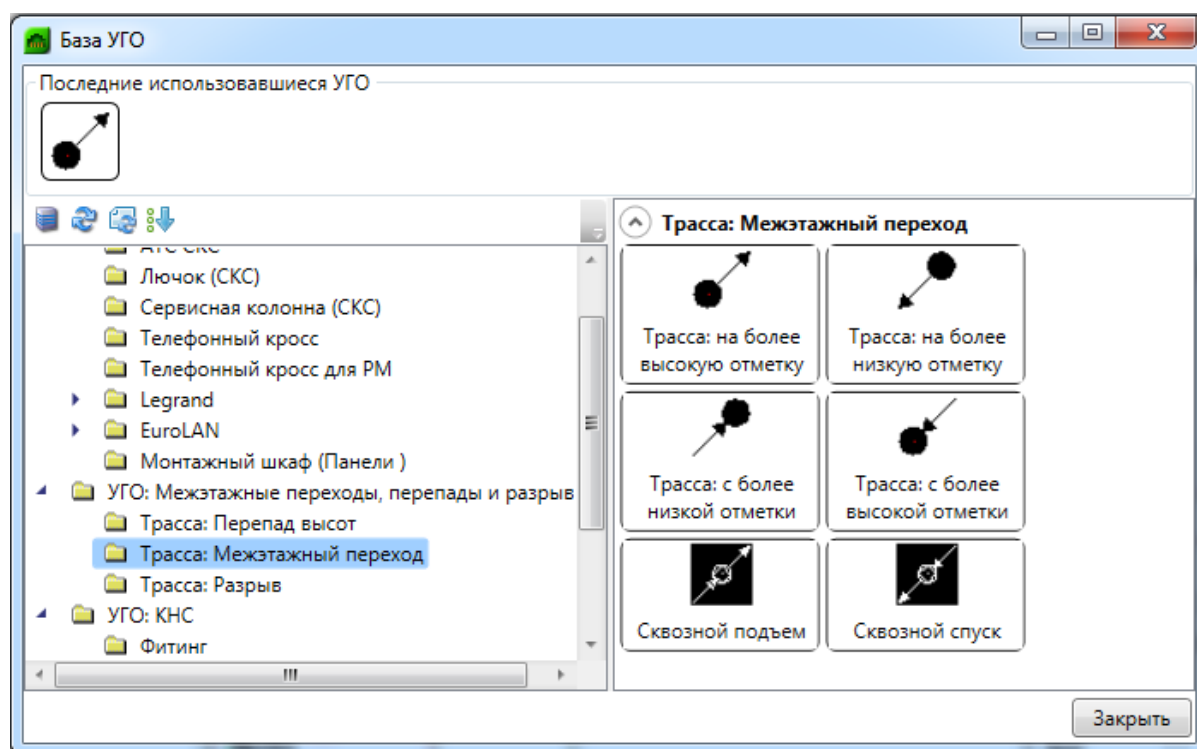 База УГО
Последние использовавшиеся УГО
АТС СКС
Лючок (СКС)
Сервисная колонна (СКС)
Телефонный кросс
Телефонный кросс для РМ
Legrand
EuroLAN
Монтажный шкаф (Панели )
УГО: Межэтажные переходы, перепады и разрыв
Трасса: Перепад высот
Трасса: Межэтажный переход
Трасса: Разрыв
УГО: КНС
Фитинг
Трасса: Межэтажный переход
Трасса: на более
высокую отметку
Трасса: на более
низкую отметку
Трасса: с более
низкой отметки
Трасса: с более
высокой отметки
Сквозной подъем
Сквозной спуск
Закрыть